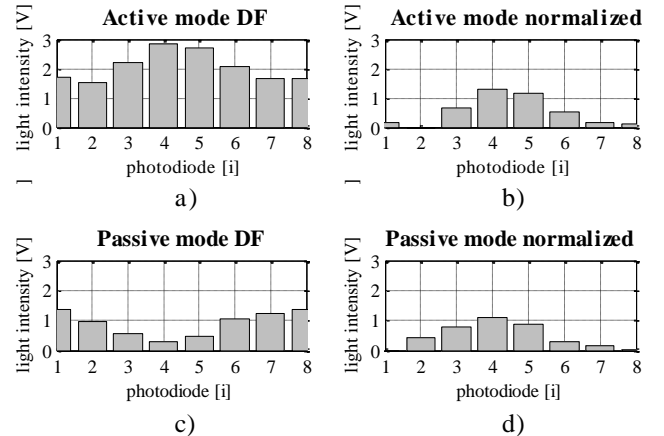 Active mode DF
light intensity [V]
3
2
1
0
1 2 3 4 5 6 7 8
photodiode [i]
]
a)
Active mode normalized
light intensity [V]
3
2
1
0
1 2 3 4 5 6 7 8
photodiode [i]
]
b)
Passive mode DF
light intensity [V]
3
2
1
0
1 2 3 4 5 6 7 8
photodiode [i]
c)
Passive mode normalized
light intensity [V]
3
2
1
0
1 2 3 4 5 6 7 8
photodiode [i]
d)